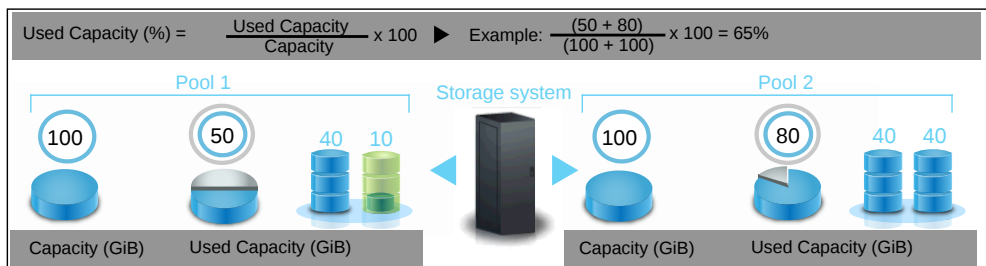 Used Capacity (%) = Used Capacity / Capacity x 100 Example: (50 + 80) / (100 + 100) x 100 = 65%
Pool 1
Storage system
Pool 2
100
50
40 10
100
80
40 40
Capacity (GiB) Used Capacity (GiB)
Capacity (GiB) Used Capacity (GiB)